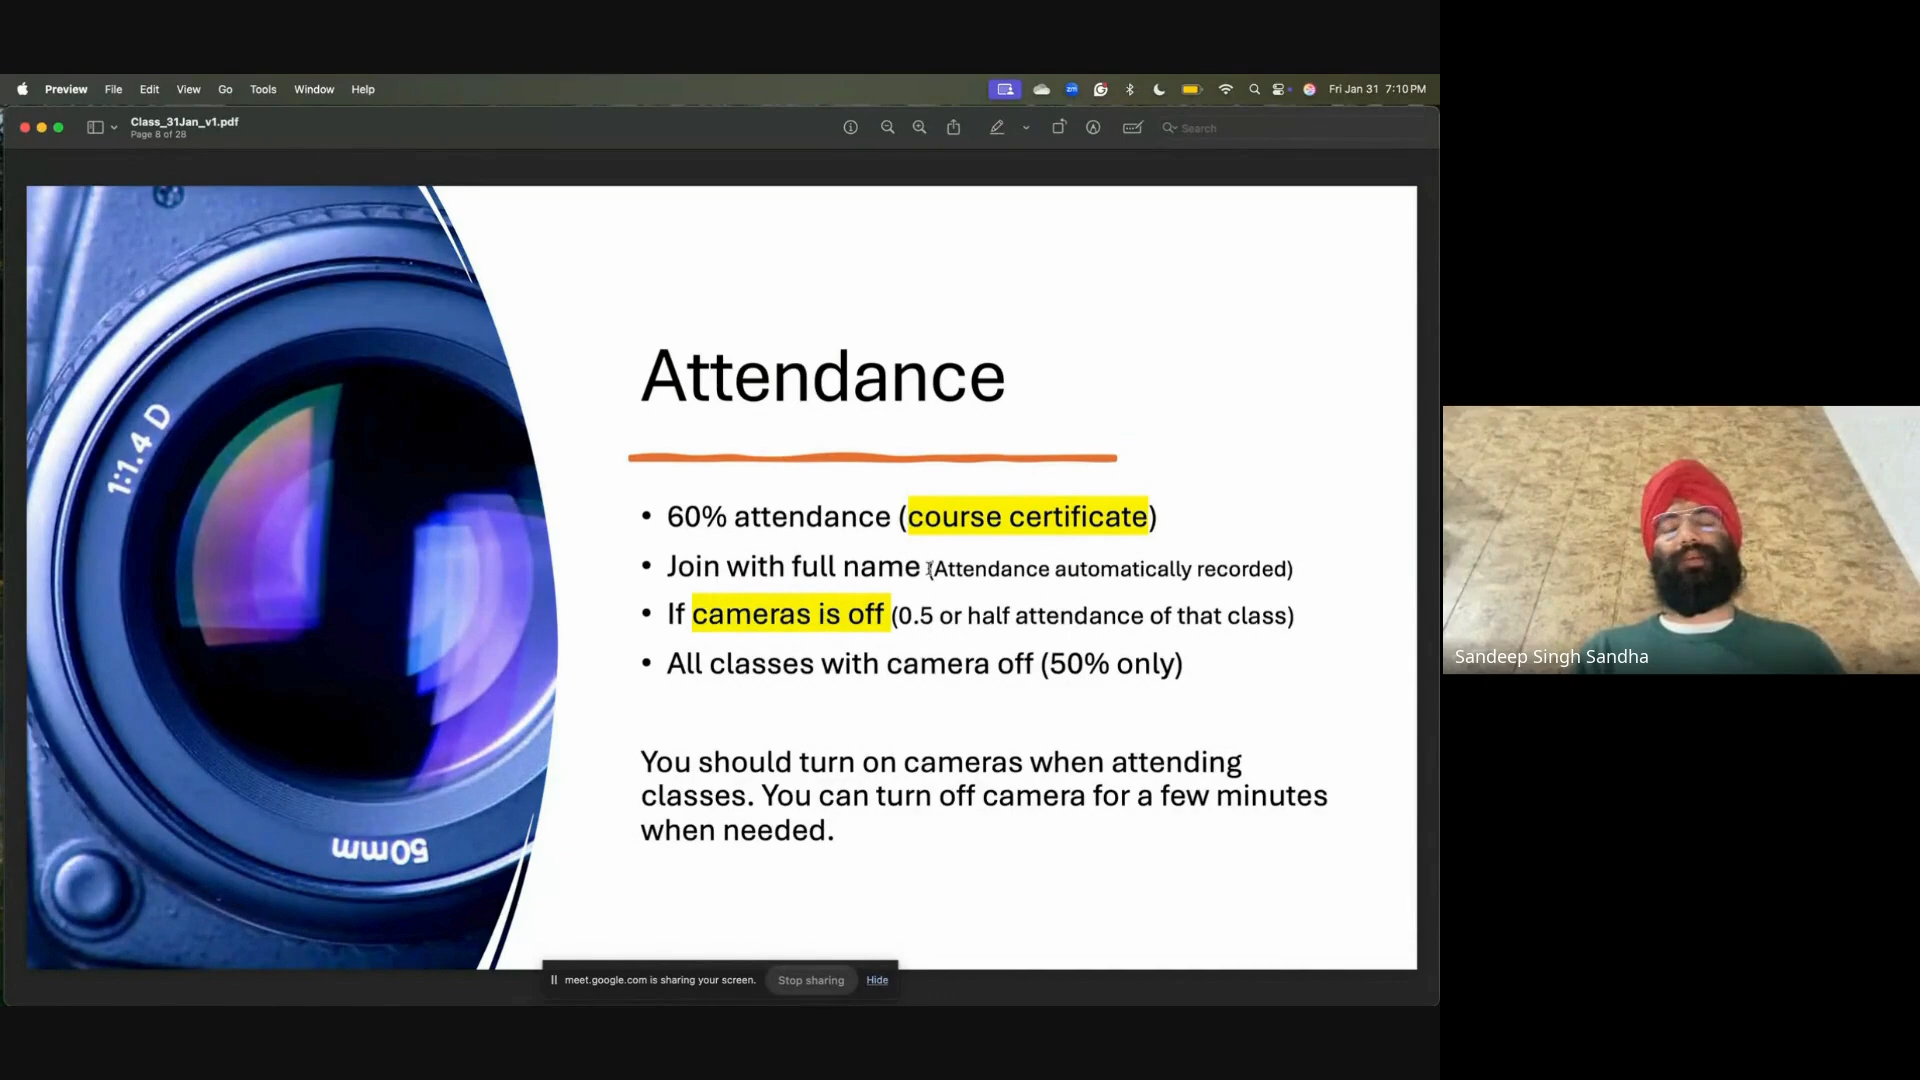 Preview File Edit View Go Tools Window Help
zm
Fri Jan 31 7:10 PM
Class_31Jan_v1.pdf
Page 8 of 28
Search
1:1.4 D
50mm
Attendance
• 60% attendance (course certificate)
• Join with full name (Attendance automatically recorded)
• If cameras is off (0.5 or half attendance of that class)
• All classes with camera off (50% only)
You should turn on cameras when attending
classes. You can turn off camera for a few minutes
when needed.
Sandeep Singh Sandha
meet.google.com is sharing your screen. Stop sharing Hide